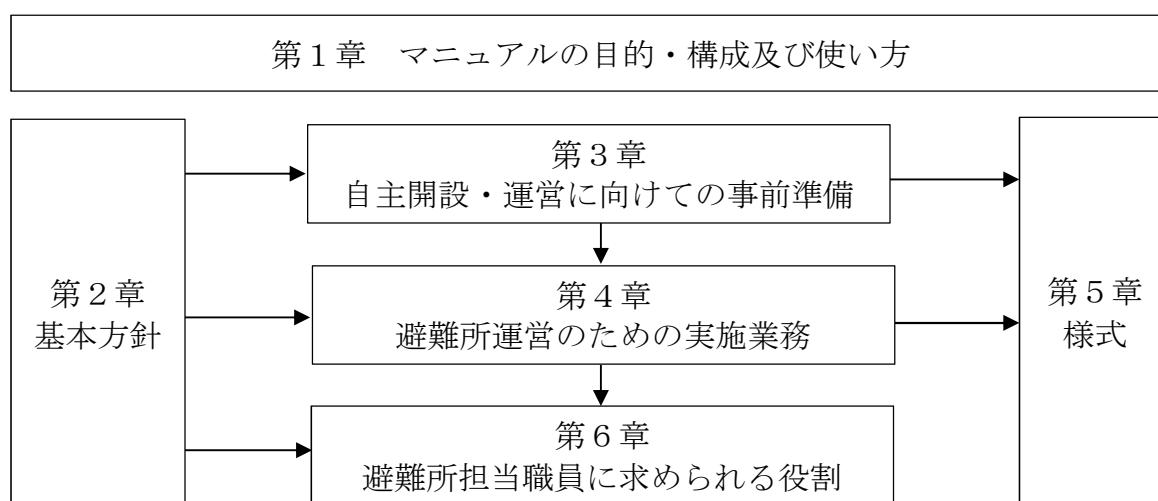 第１章　マニュアルの目的・構成及び使い方
第２章
基本方針
第３章
自主開設・運営に向けての事前準備
第４章
避難所運営のための実施業務
第６章
避難所担当職員に求められる役割
第５章
様式